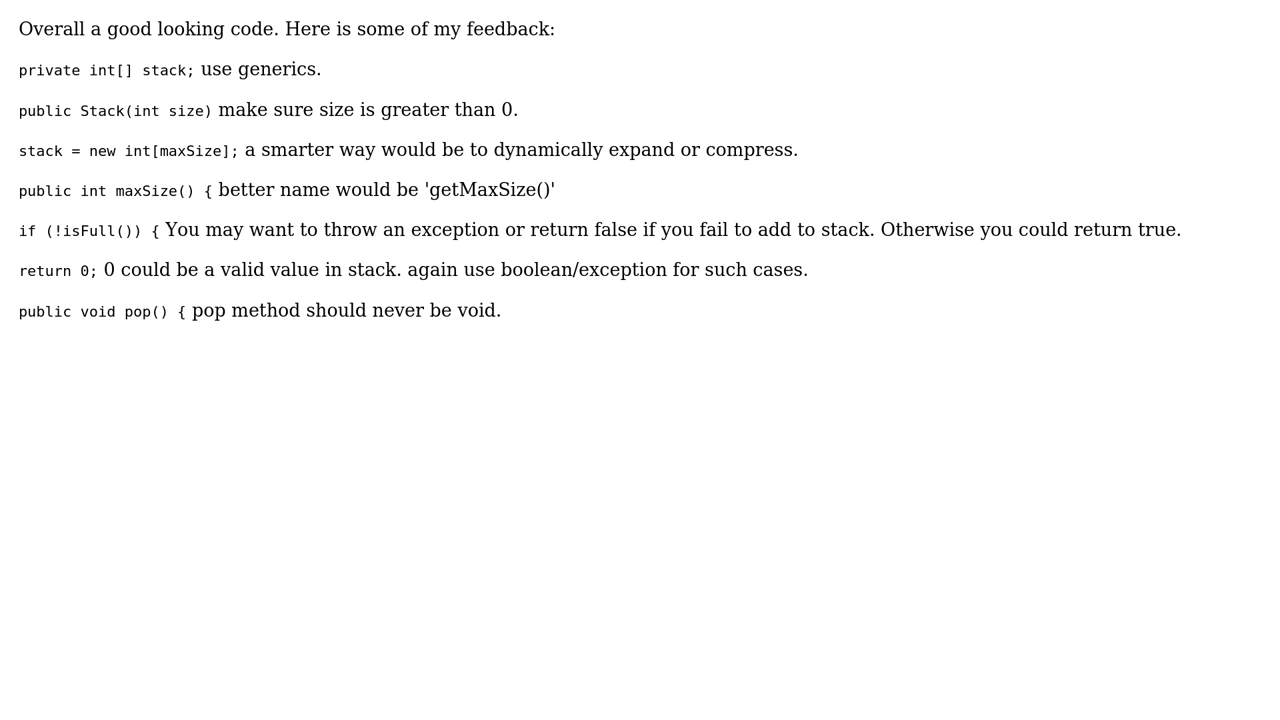 Overall a good looking code. Here is some of my feedback:
private int[] stack; use generics.
public Stack(int size) make sure size is greater than 0.
stack = new int[maxSize]; a smarter way would be to dynamically expand or compress.
public int maxSize() { better name would be 'getMaxSize()'
if (!isFull()) { You may want to throw an exception or return false if you fail to add to stack. Otherwise you could return true.
return 0; 0 could be a valid value in stack. again use boolean/exception for such cases.
public void pop() { pop method should never be void.